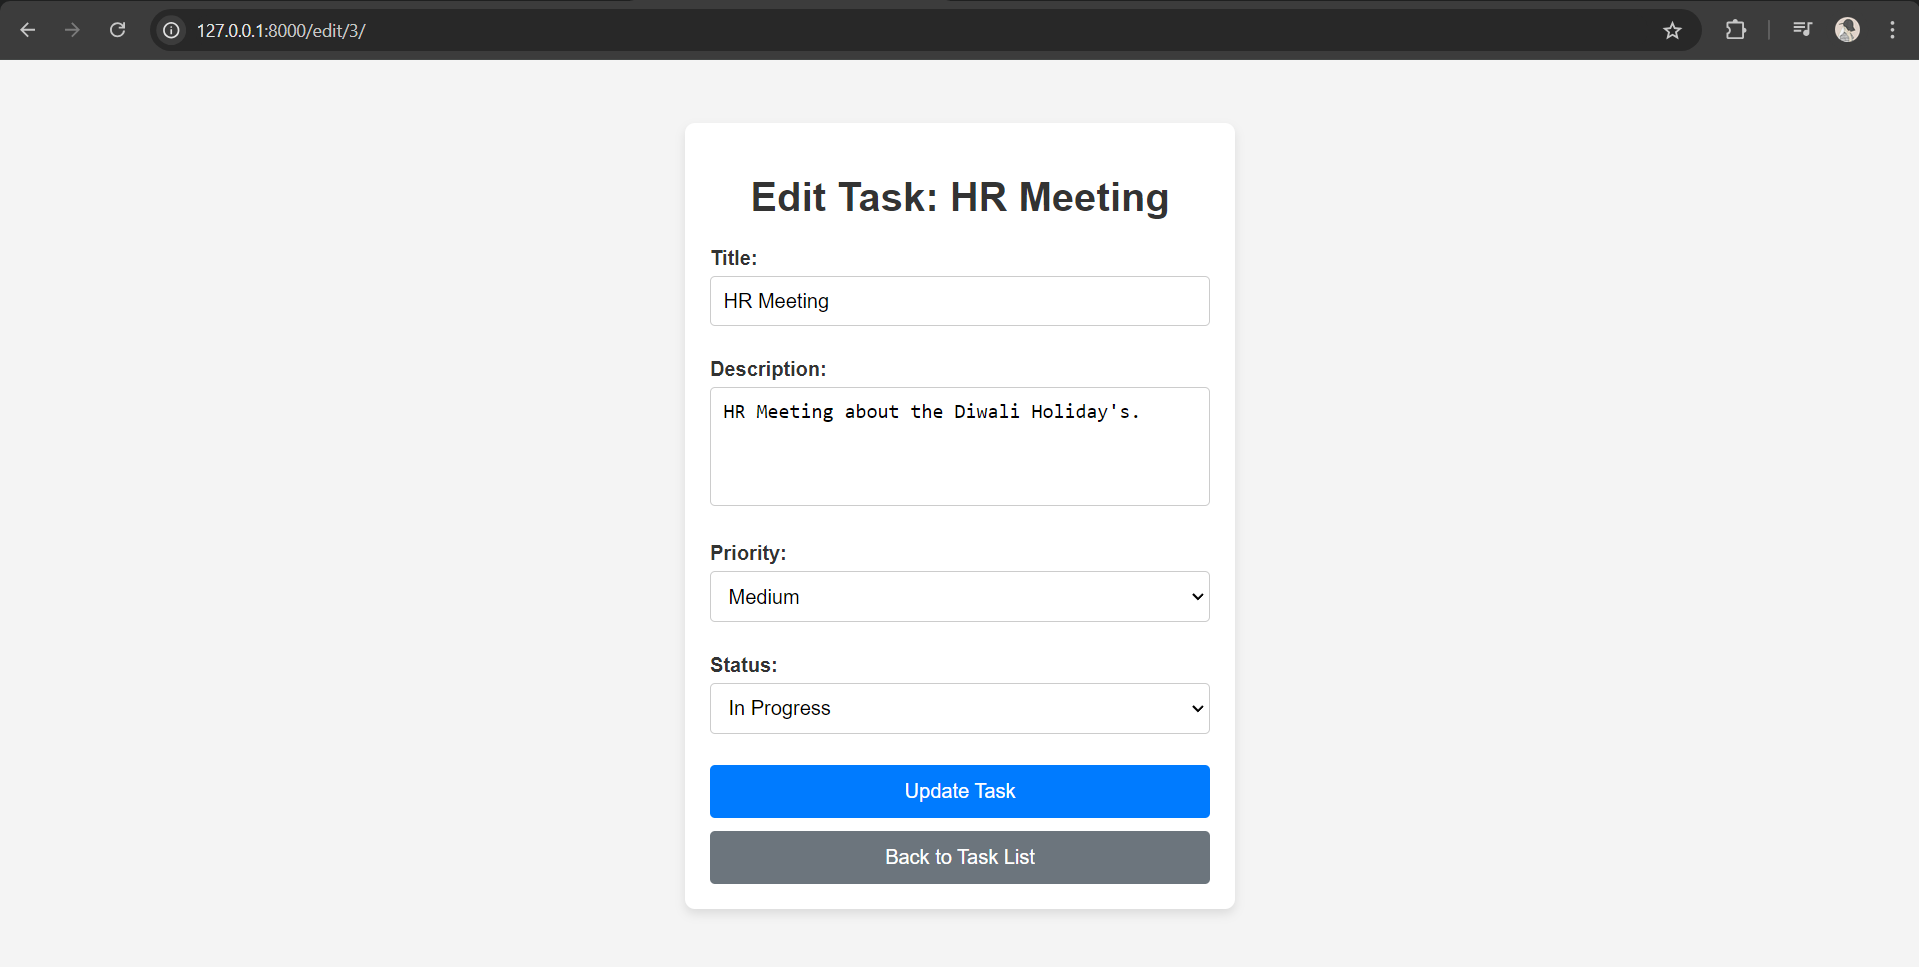 127.0.0.1:8000/edit/3/
Edit Task: HR Meeting
Title:
HR Meeting
Description:
HR Meeting about the Diwali Holiday's.
Priority:
Medium
Status:
In Progress
Update Task
Back to Task List